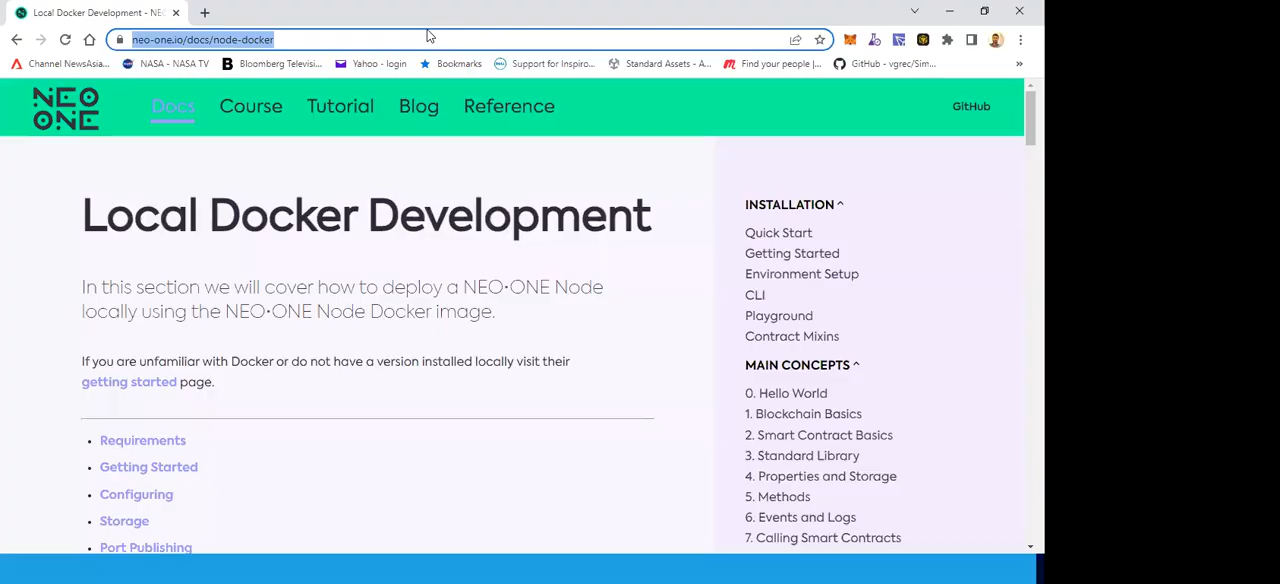 Local Docker Development - NEO
neo-one.io/docs/node-docker
Channel NewsAsia...
NASA - NASA TV
Bloomberg Televisi...
Yahoo - login
Bookmarks
Support for Inspiro...
Standard Assets - A...
Find your people |...
GitHub - vgrec/Sim...
»
NEO
ONE
Docs
Course
Tutorial
Blog
Reference
GitHub
Local Docker Development
In this section we will cover how to deploy a NEO•ONE Node
locally using the NEO•ONE Node Docker image.
If you are unfamiliar with Docker or do not have a version installed locally visit their
getting started page.
• Requirements
• Getting Started
• Configuring
• Storage
• Port Publishing
INSTALLATION ^
Quick Start
Getting Started
Environment Setup
CLI
Playground
Contract Mixins
MAIN CONCEPTS ^
0. Hello World
1. Blockchain Basics
2. Smart Contract Basics
3. Standard Library
4. Properties and Storage
5. Methods
6. Events and Logs
7. Calling Smart Contracts